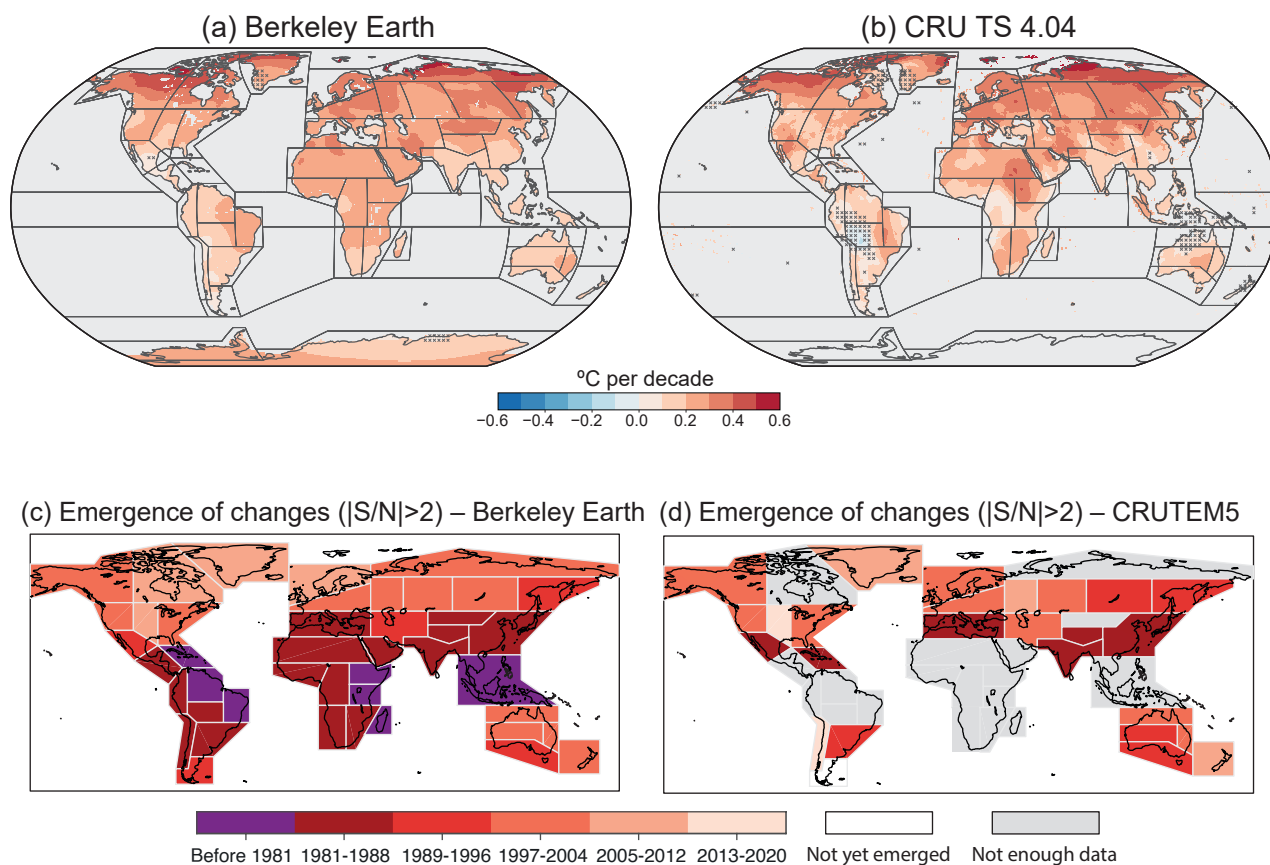 (a) Berkeley Earth
(b) CRU TS 4.04
ºC per decade
−0.6 −0.4 −0.2 0.0 0.2 0.4 0.6
(c) Emergence of changes (|S/N|>2) – Berkeley Earth
(d) Emergence of changes (|S/N|>2) – CRUTEM5
Before 1981 1981-1988 1989-1996 1997-2004 2005-2012 2013-2020 Not yet emerged Not enough data